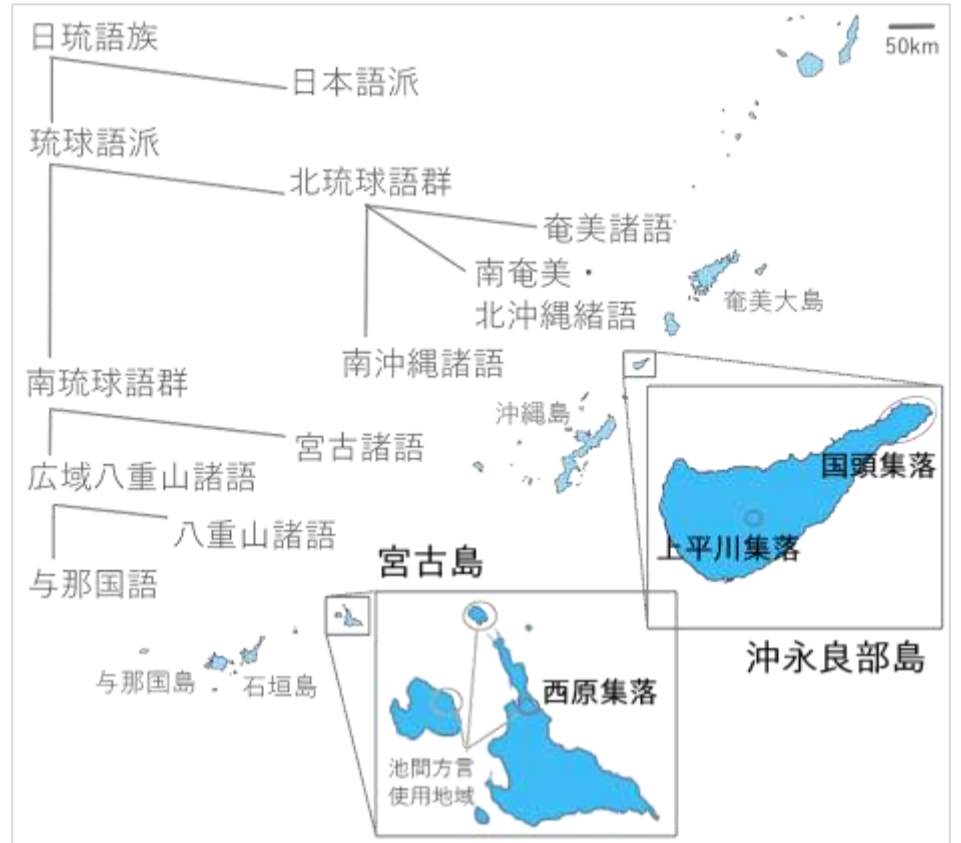 日琉語族
50km
日本語派
琉球語派
北琉球語群
奄美諸語
南奄美・
北沖縄緒語
奄美大島
南沖縄諸語
南琉球語群
沖縄島
宮古諸語
国頭集落
広域八重山諸語
八重山諸語
上平川集落
宮古島
与那国語
沖永良部島
与那国島
石垣島
西原集落
池間方言
使用地域